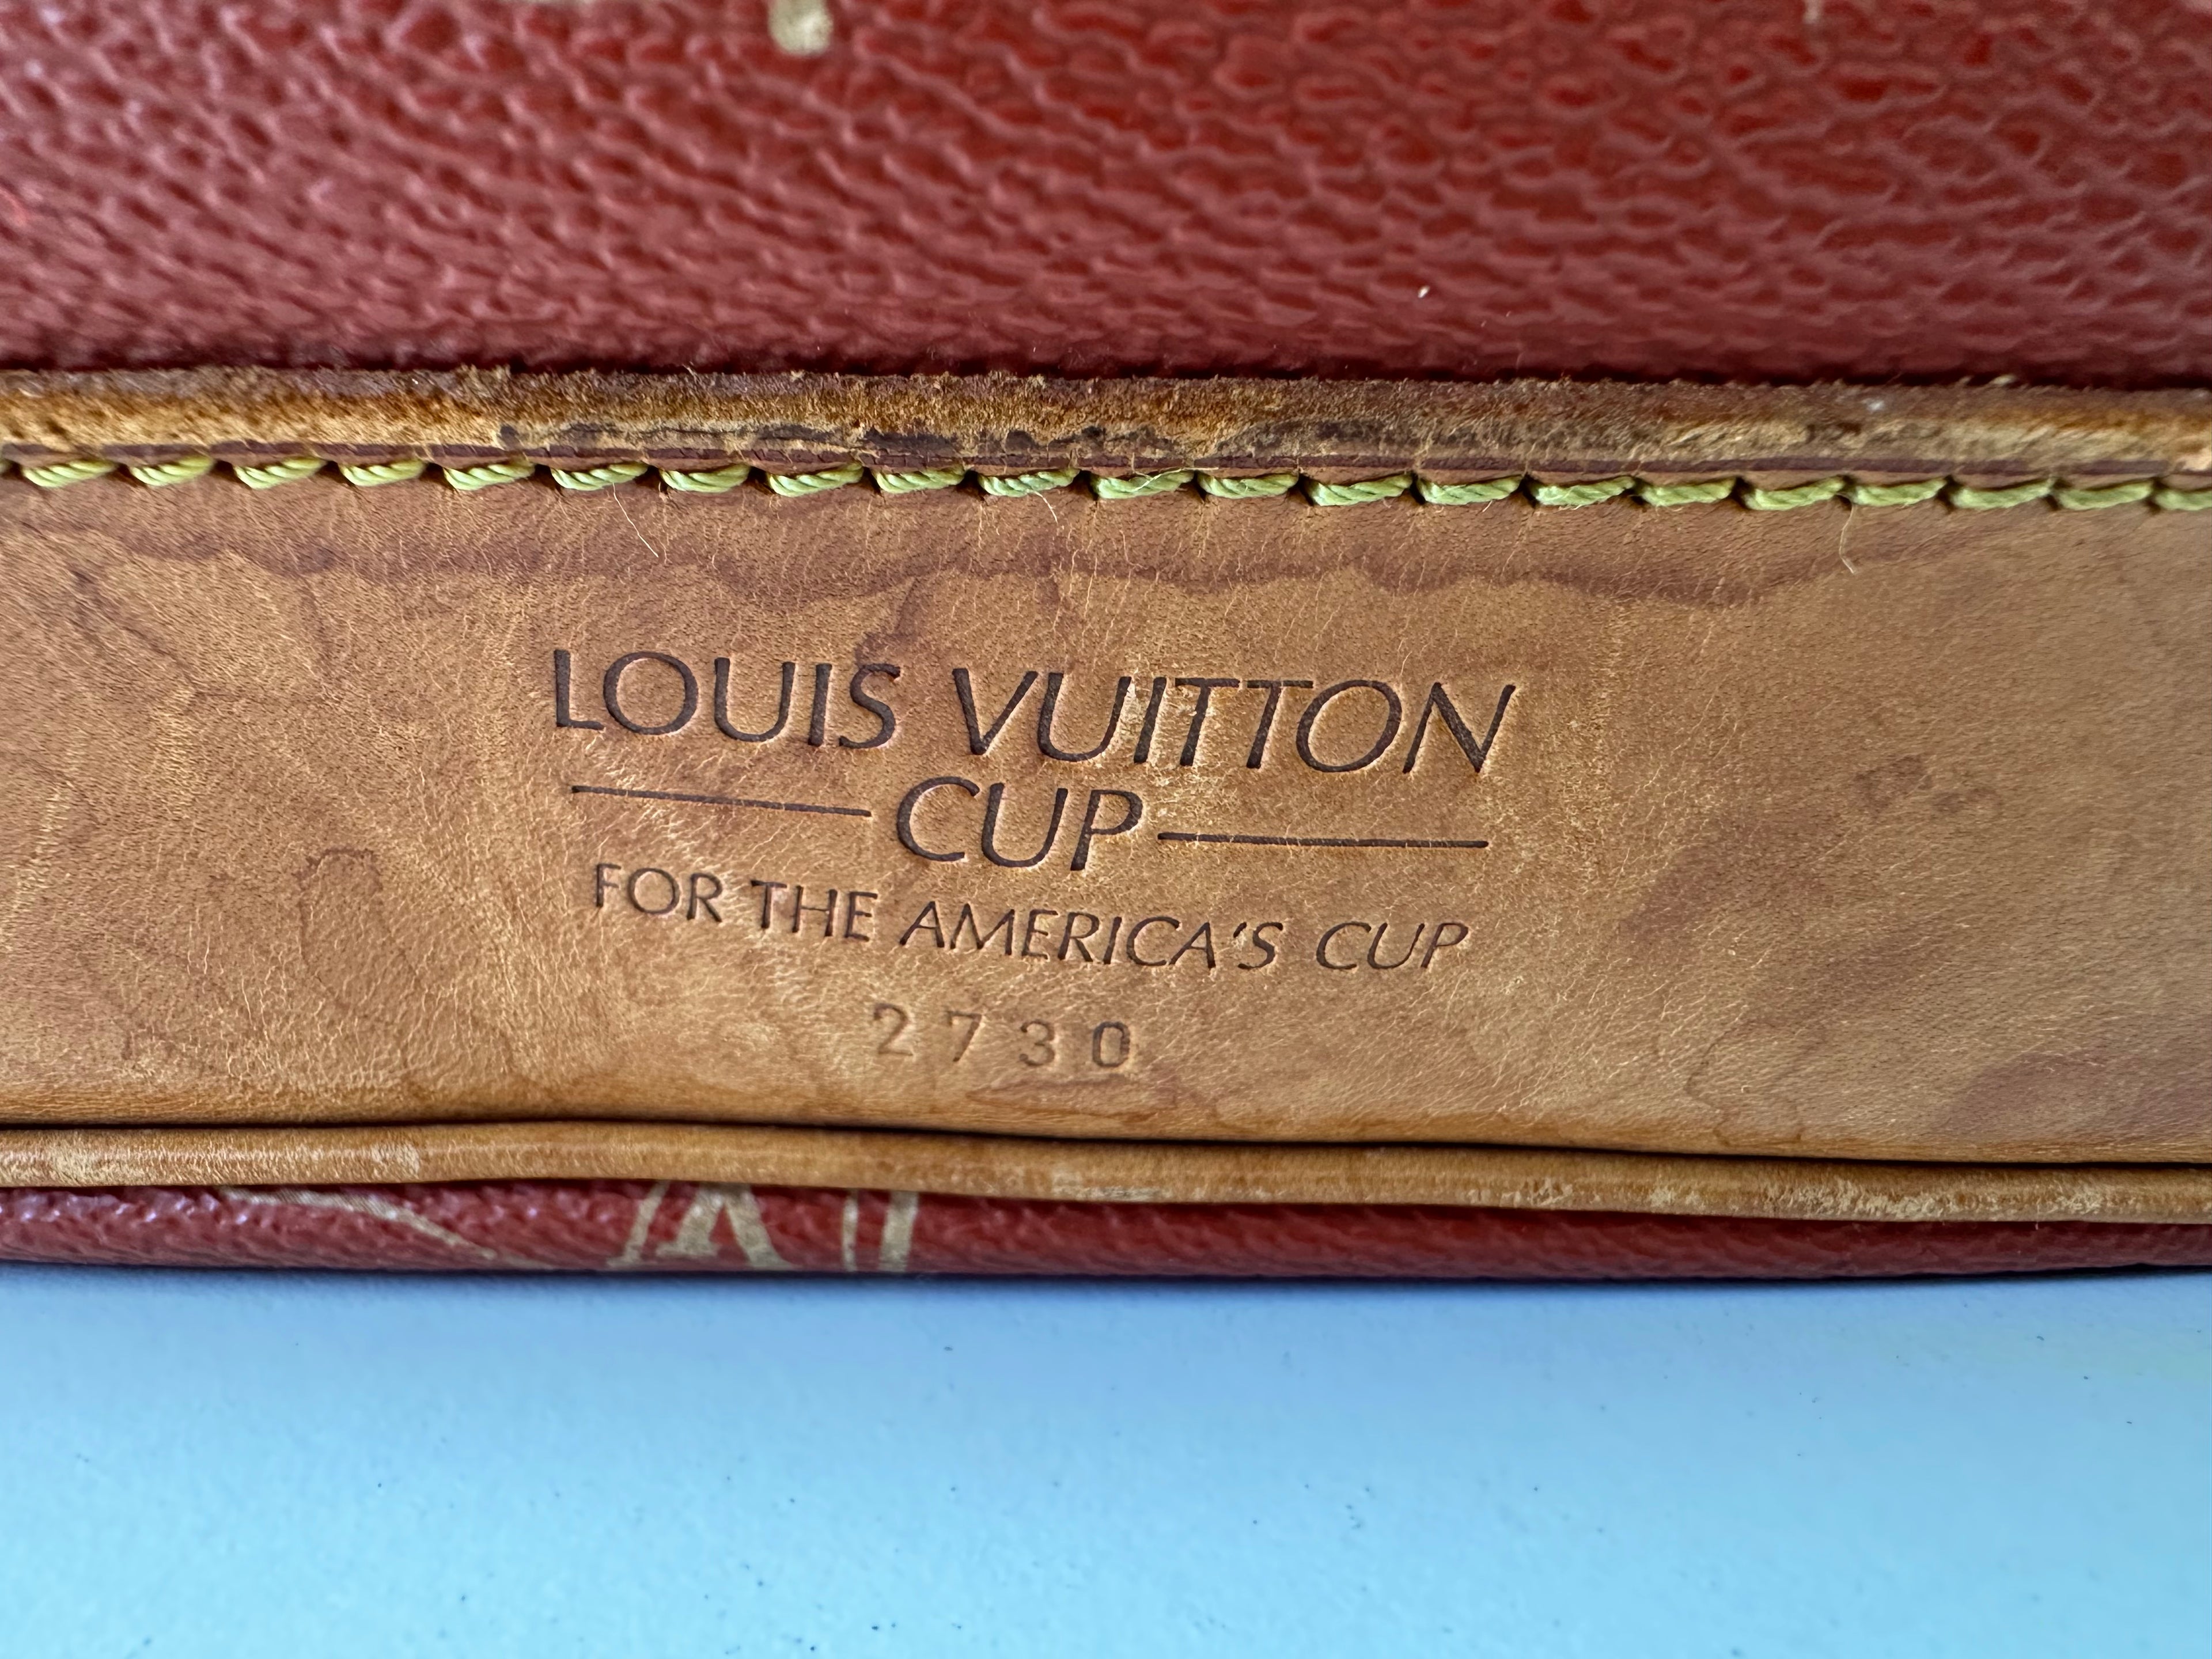 LOUIS VUITTON
CUP
FOR THE AMERICA'S CUP
2730